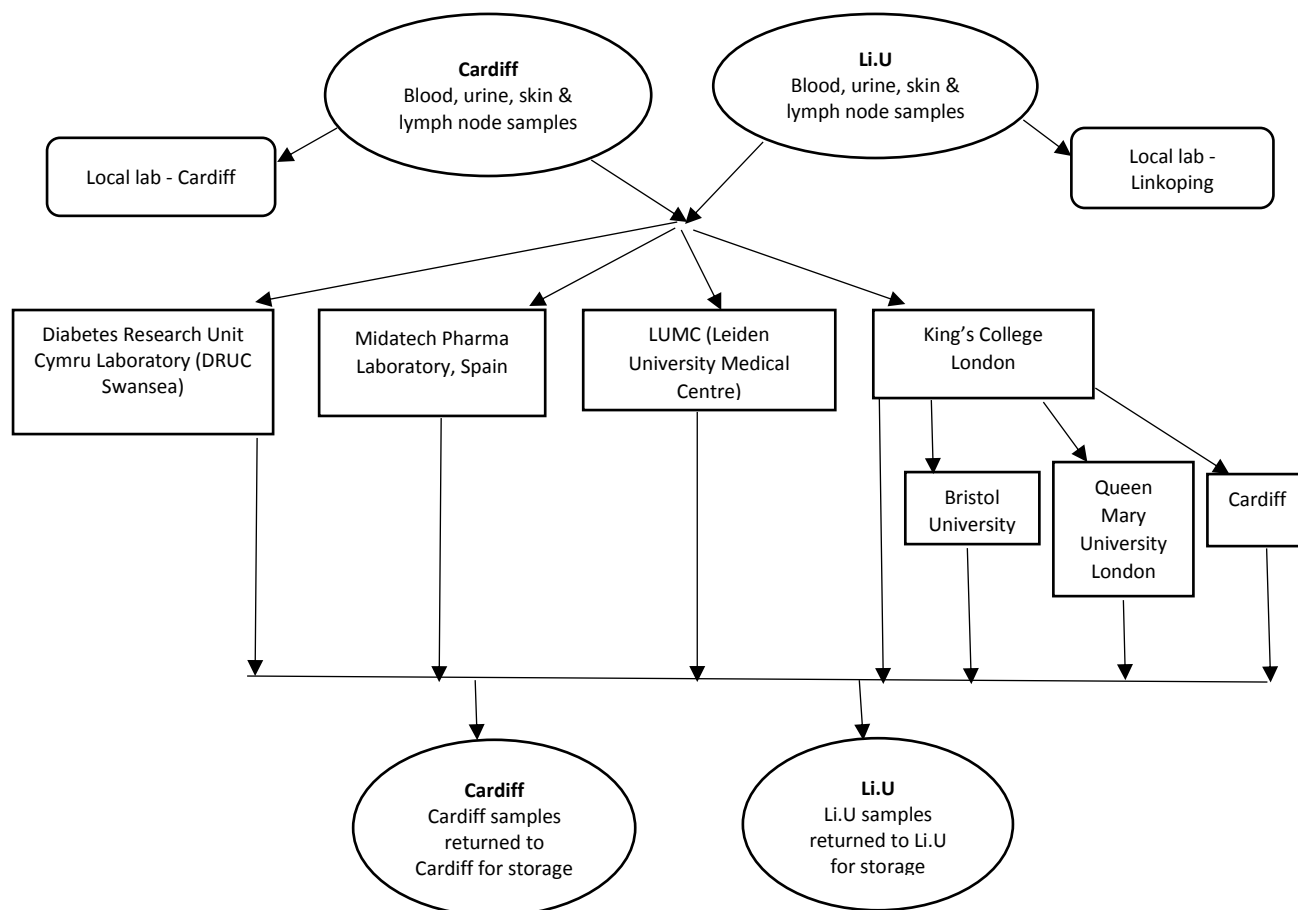 Cardiff
Blood, urine, skin &
lymph node samples
Li.U
Blood, urine, skin &
lymph node samples
Local lab - Cardiff
Local lab -
Linkoping
Diabetes Research Unit
Cymru Laboratory (DRUC
Swansea)
Midatech Pharma
Laboratory, Spain
LUMC (Leiden
University Medical
Centre)
King’s College
London
Bristol
University
Queen
Mary
University
London
Cardiff
Cardiff
Cardiff samples
returned to
Cardiff for storage
Li.U
Li.U samples
returned to Li.U
for storage